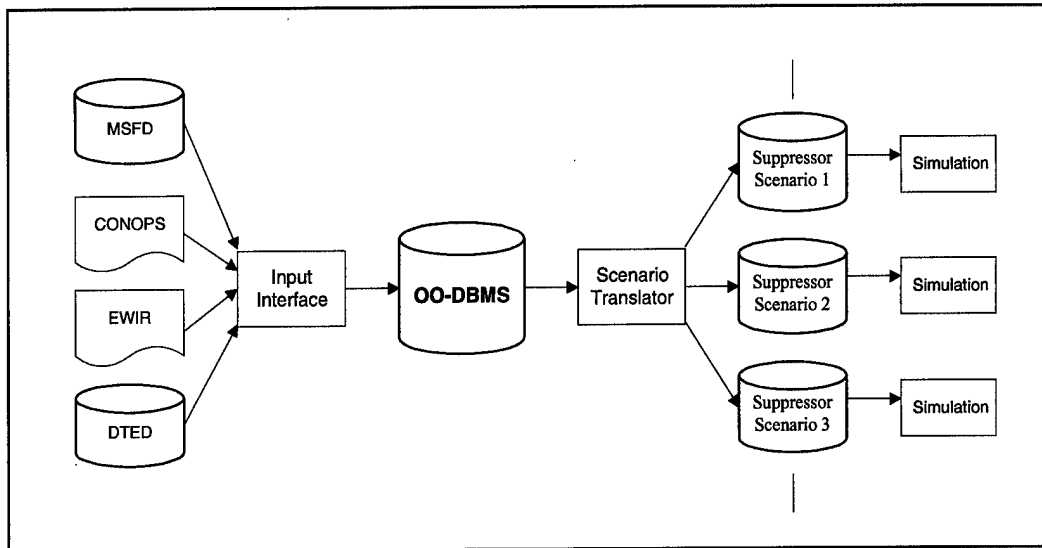 MSFD
CONOPS
EWIR
DTED
Input
Interface
OO-DBMS
Scenario
Translator
Suppressor
Scenario 1
Simulation
Suppressor
Scenario 2
Simulation
Suppressor
Scenario 3
Simulation